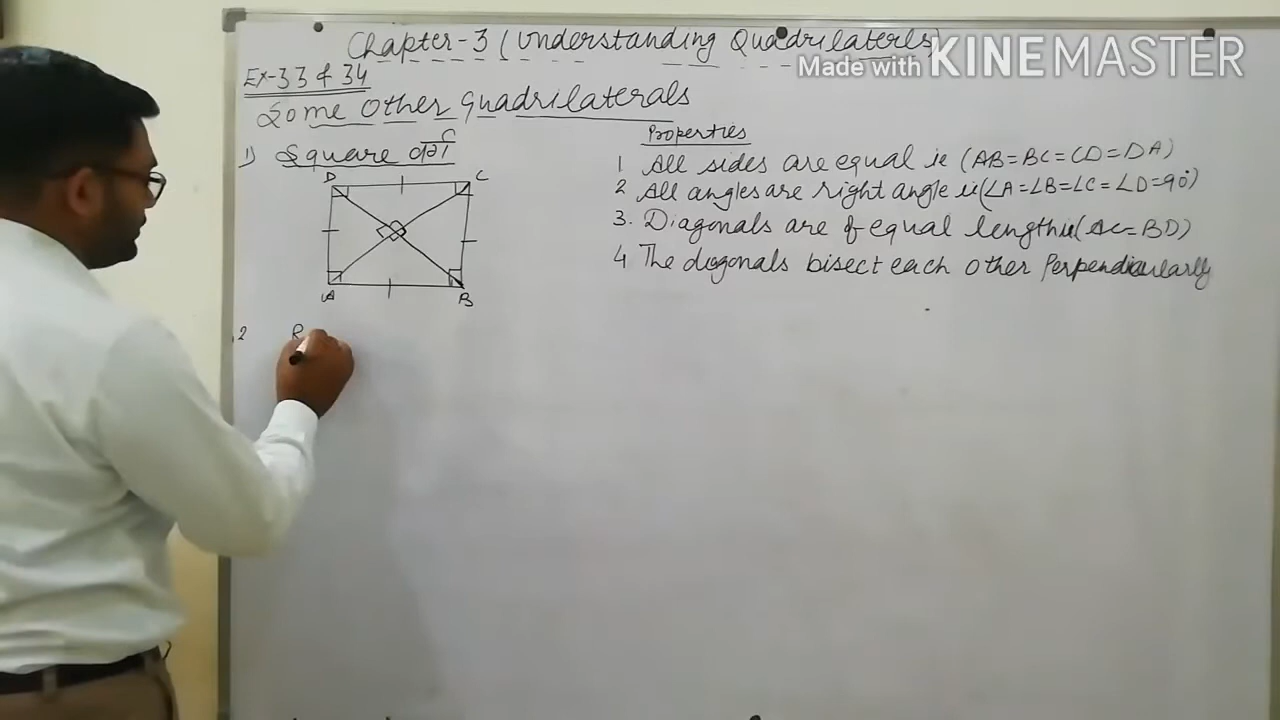 Chapter-3 (Understanding Quadrilaterls)
Made with KINEMASTER
Ex-3.3 & 3.4
Some Other Quadrilaterals
1) Square वर्ग
Properties
1 All sides are equal ie (AB=BC=CD=DA)
2 All angles are right angle ie (∠A=∠B=∠C=∠D=90°)
3. Diagonals are of equal length ie (AC=BD)
4 The diagonals bisect each other Perpendicularly
D C
A B
2 R